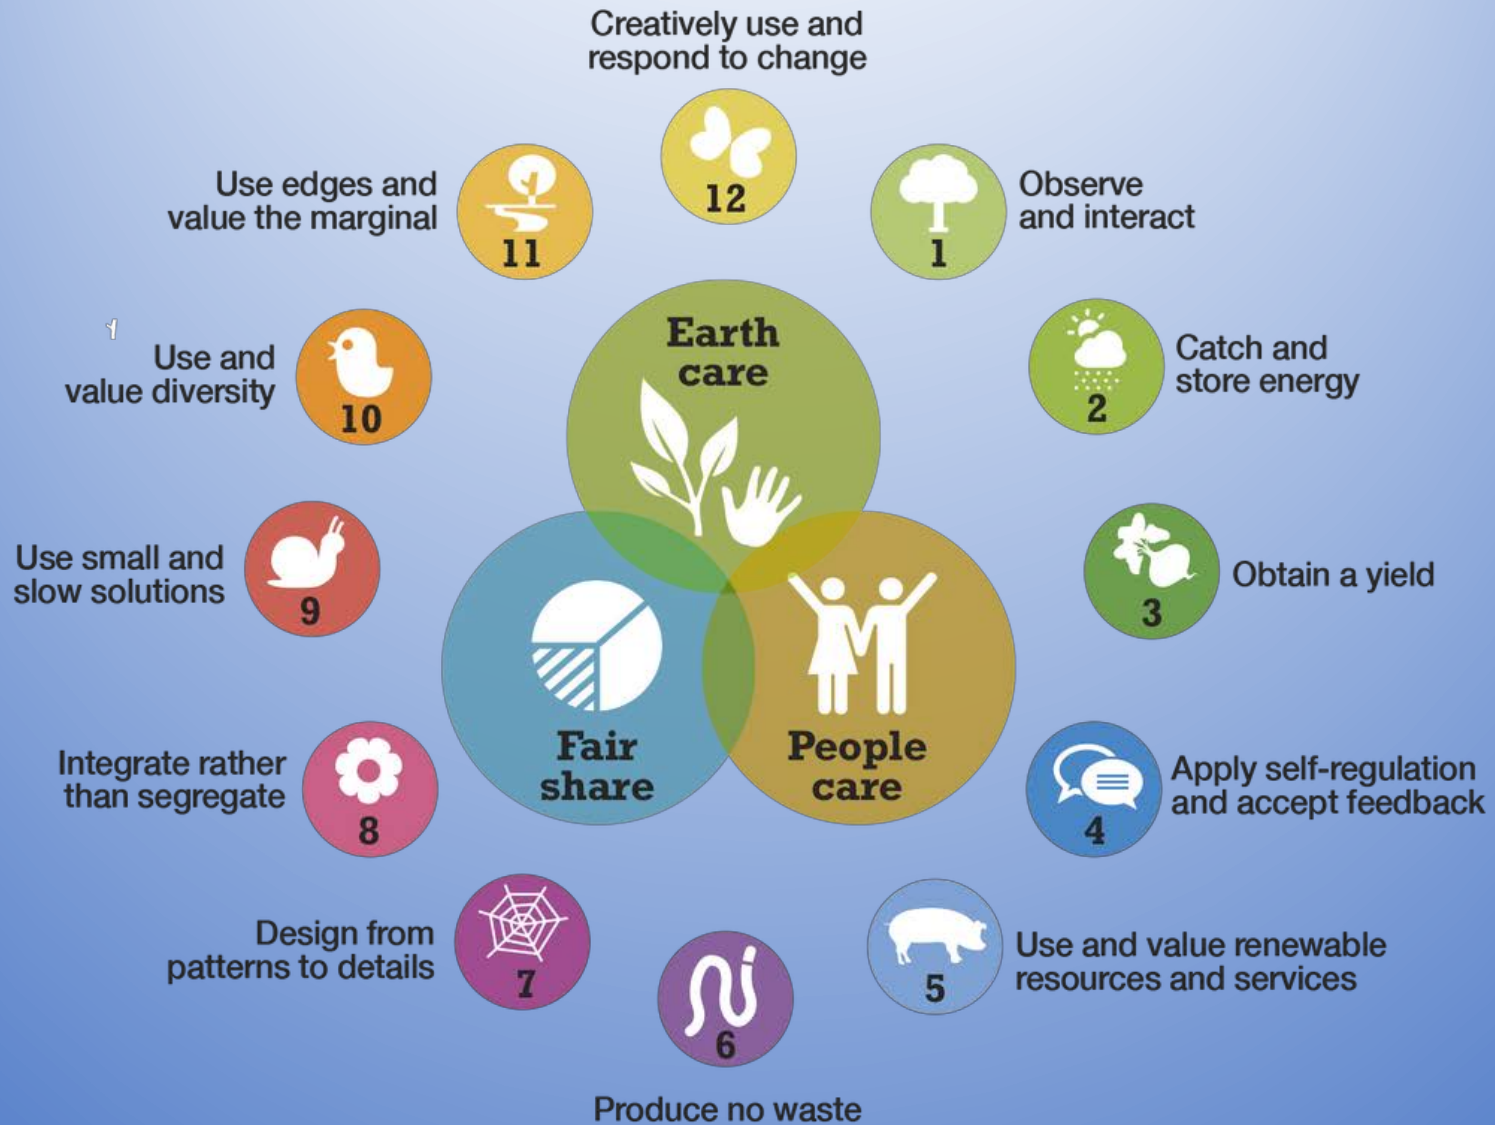 Creatively use and
respond to change
12
Observe
and interact
1
Catch and
store energy
2
Obtain a yield
3
Apply self-regulation
and accept feedback
4
Use and value renewable
resources and services
5
6
Produce no waste
Design from
patterns to details
7
Integrate rather
than segregate
8
Use small and
slow solutions
9
Use and
value diversity
10
Use edges and
value the marginal
11
Earth
care
Fair
share
People
care